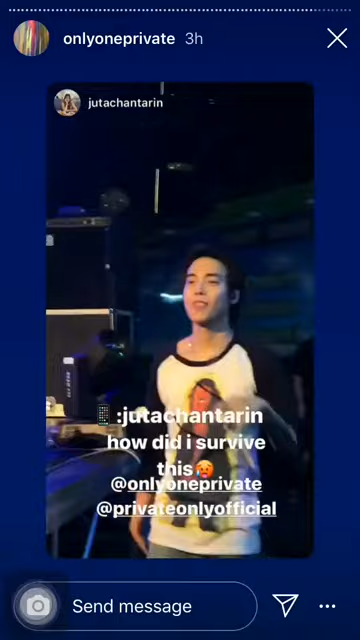 onlyoneprivate 3h
jutachantarin
📱:jutachantarin
how did i survive
this🥵
@onlyoneprivate
@privateonlyofficial
Send message